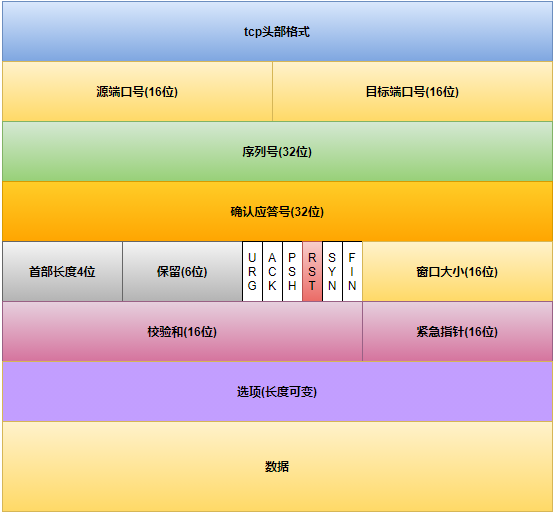 tcp头部格式
源端口号(16位) 目标端口号(16位)
序列号(32位)
确认应答号(32位)
首部长度4位 保留(6位) URG ACK PSH RST SYN FIN 窗口大小(16位)
校验和(16位) 紧急指针(16位)
选项(长度可变)
数据